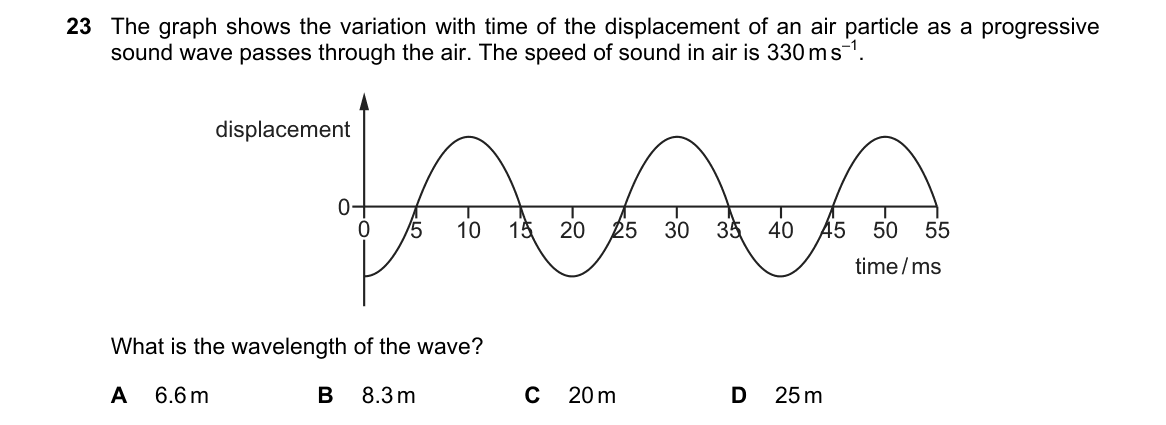 23 The graph shows the variation with time of the displacement of an air particle as a progressive
sound wave passes through the air. The speed of sound in air is 330 m s⁻¹.
displacement
0
0 5 10 15 20 25 30 35 40 45 50 55
time / ms
What is the wavelength of the wave?
A 6.6 m B 8.3 m C 20 m D 25 m